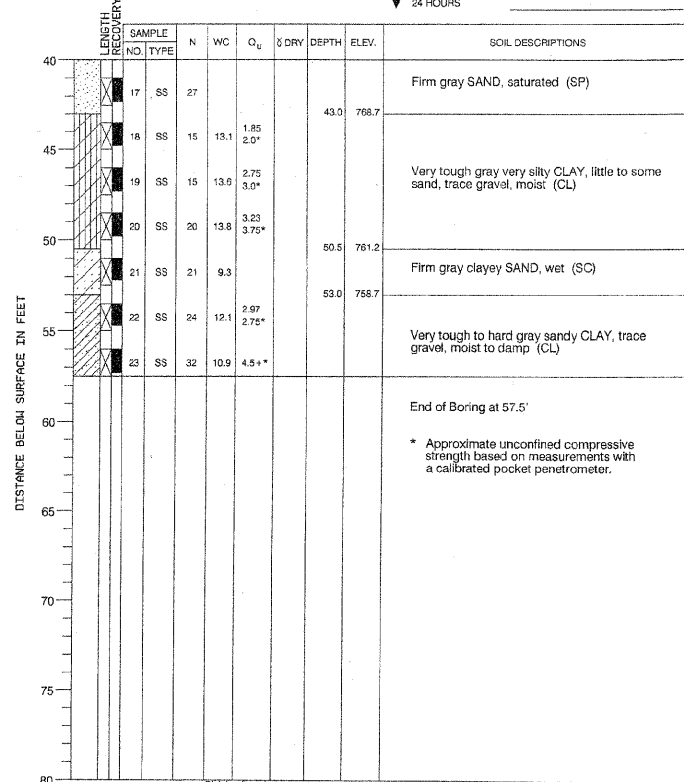 24 HOURS
LENGTH
RECOVERY
SAMPLE
NO. TYPE N WC Qu γ DRY DEPTH ELEV. SOIL DESCRIPTIONS
40
Firm gray SAND, saturated (SP)
17 SS 27
43.0 768.7
18 SS 15 13.1 1.85
2.0*
45
Very tough gray very silty CLAY, little to some
sand, trace gravel, moist (CL)
19 SS 15 13.6 2.75
3.0*
20 SS 20 13.8 3.23
3.75*
50
50.5 761.2
Firm gray clayey SAND, wet (SC)
21 SS 21 9.3
53.0 758.7
22 SS 24 12.1 2.97
2.75*
55
Very tough to hard gray sandy CLAY, trace
gravel, moist to damp (CL)
23 SS 32 10.9 4.5+*
End of Boring at 57.5'
60
* Approximate unconfined compressive
strength based on measurements with
a calibrated pocket penetrometer.
65
70
75
80
DISTANCE BELOW SURFACE IN FEET